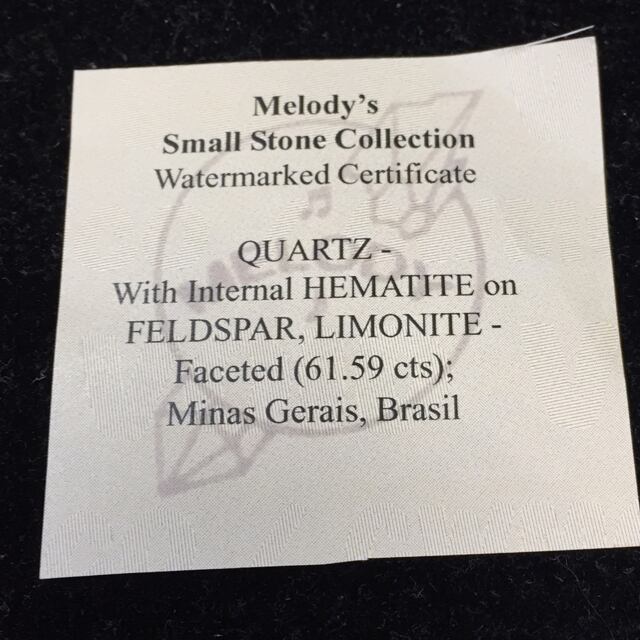 Melody's
Small Stone Collection
Watermarked Certificate
QUARTZ -
With Internal HEMATITE on
FELDSPAR, LIMONITE -
Faceted (61.59 cts);
Minas Gerais, Brasil